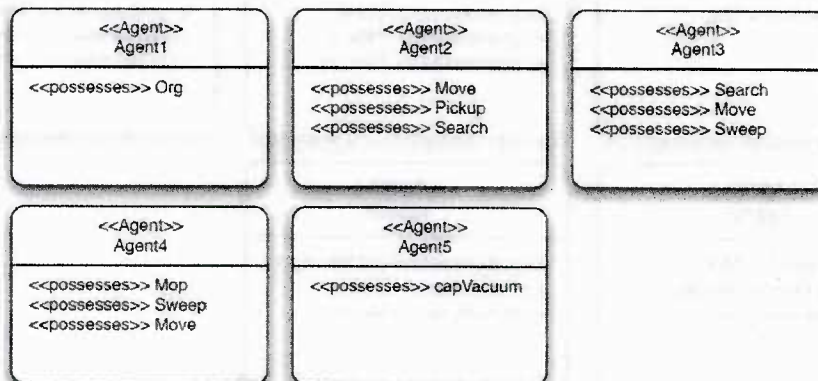 <<Agent>>
Agent1
<<possesses>> Org
<<Agent>>
Agent2
<<possesses>> Move
<<possesses>> Pickup
<<possesses>> Search
<<Agent>>
Agent3
<<possesses>> Search
<<possesses>> Move
<<possesses>> Sweep
<<Agent>>
Agent4
<<possesses>> Mop
<<possesses>> Sweep
<<possesses>> Move
<<Agent>>
Agent5
<<possesses>> capVacuum